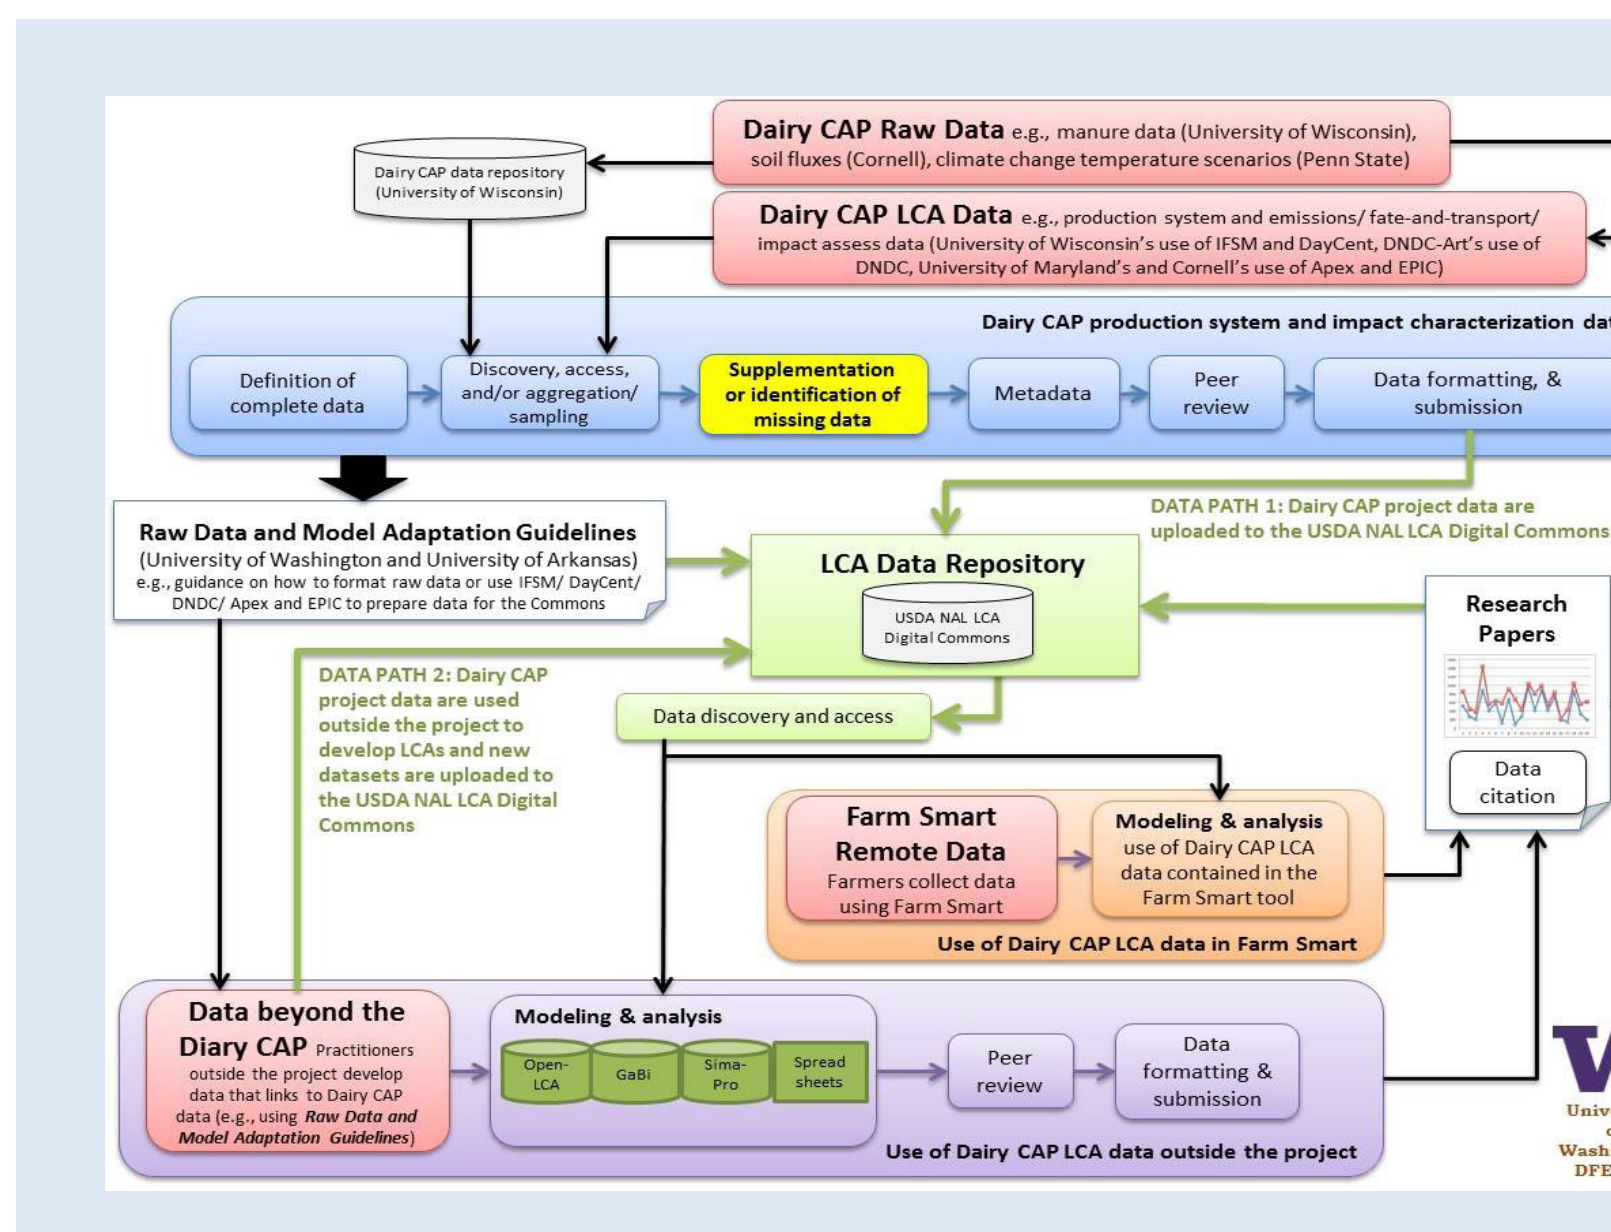 Dairy CAP Raw Data e.g., manure data (University of Wisconsin),
soil fluxes (Cornell), climate change temperature scenarios (Penn State)
Dairy CAP data repository
(University of Wisconsin)
Dairy CAP LCA Data e.g., production system and emissions/ fate-and-transport/
impact assess data (University of Wisconsin's use of IFSM and DayCent, DNDC-Art's use of
DNDC, University of Maryland's and Cornell's use of Apex and EPIC)
Dairy CAP production system and impact characterization dat
Definition of
complete data
Discovery, access,
and/or aggregation/
sampling
Supplementation
or identification of
missing data
Metadata
Peer
review
Data formatting, &
submission
DATA PATH 1: Dairy CAP project data are
uploaded to the USDA NAL LCA Digital Commons
Raw Data and Model Adaptation Guidelines
(University of Washington and University of Arkansas)
e.g., guidance on how to format raw data or use IFSM/ DayCent/
DNDC/ Apex and EPIC to prepare data for the Commons
LCA Data Repository
USDA NAL LCA
Digital Commons
Research
Papers
Data
citation
DATA PATH 2: Dairy CAP
project data are used
outside the project to
develop LCAs and new
datasets are uploaded to
the USDA NAL LCA Digital
Commons
Data discovery and access
Farm Smart
Remote Data
Farmers collect data
using Farm Smart
Modeling & analysis
use of Dairy CAP LCA
data contained in the
Farm Smart tool
Use of Dairy CAP LCA data in Farm Smart
Data beyond the
Diary CAP Practitioners
outside the project develop
data that links to Dairy CAP
data (e.g., using Raw Data and
Model Adaptation Guidelines)
Modeling & analysis
Open-
LCA
GaBi
Sima-
Pro
Spread
sheets
Peer
review
Data
formatting &
submission
Use of Dairy CAP LCA data outside the project
Unive
Wash
DFE